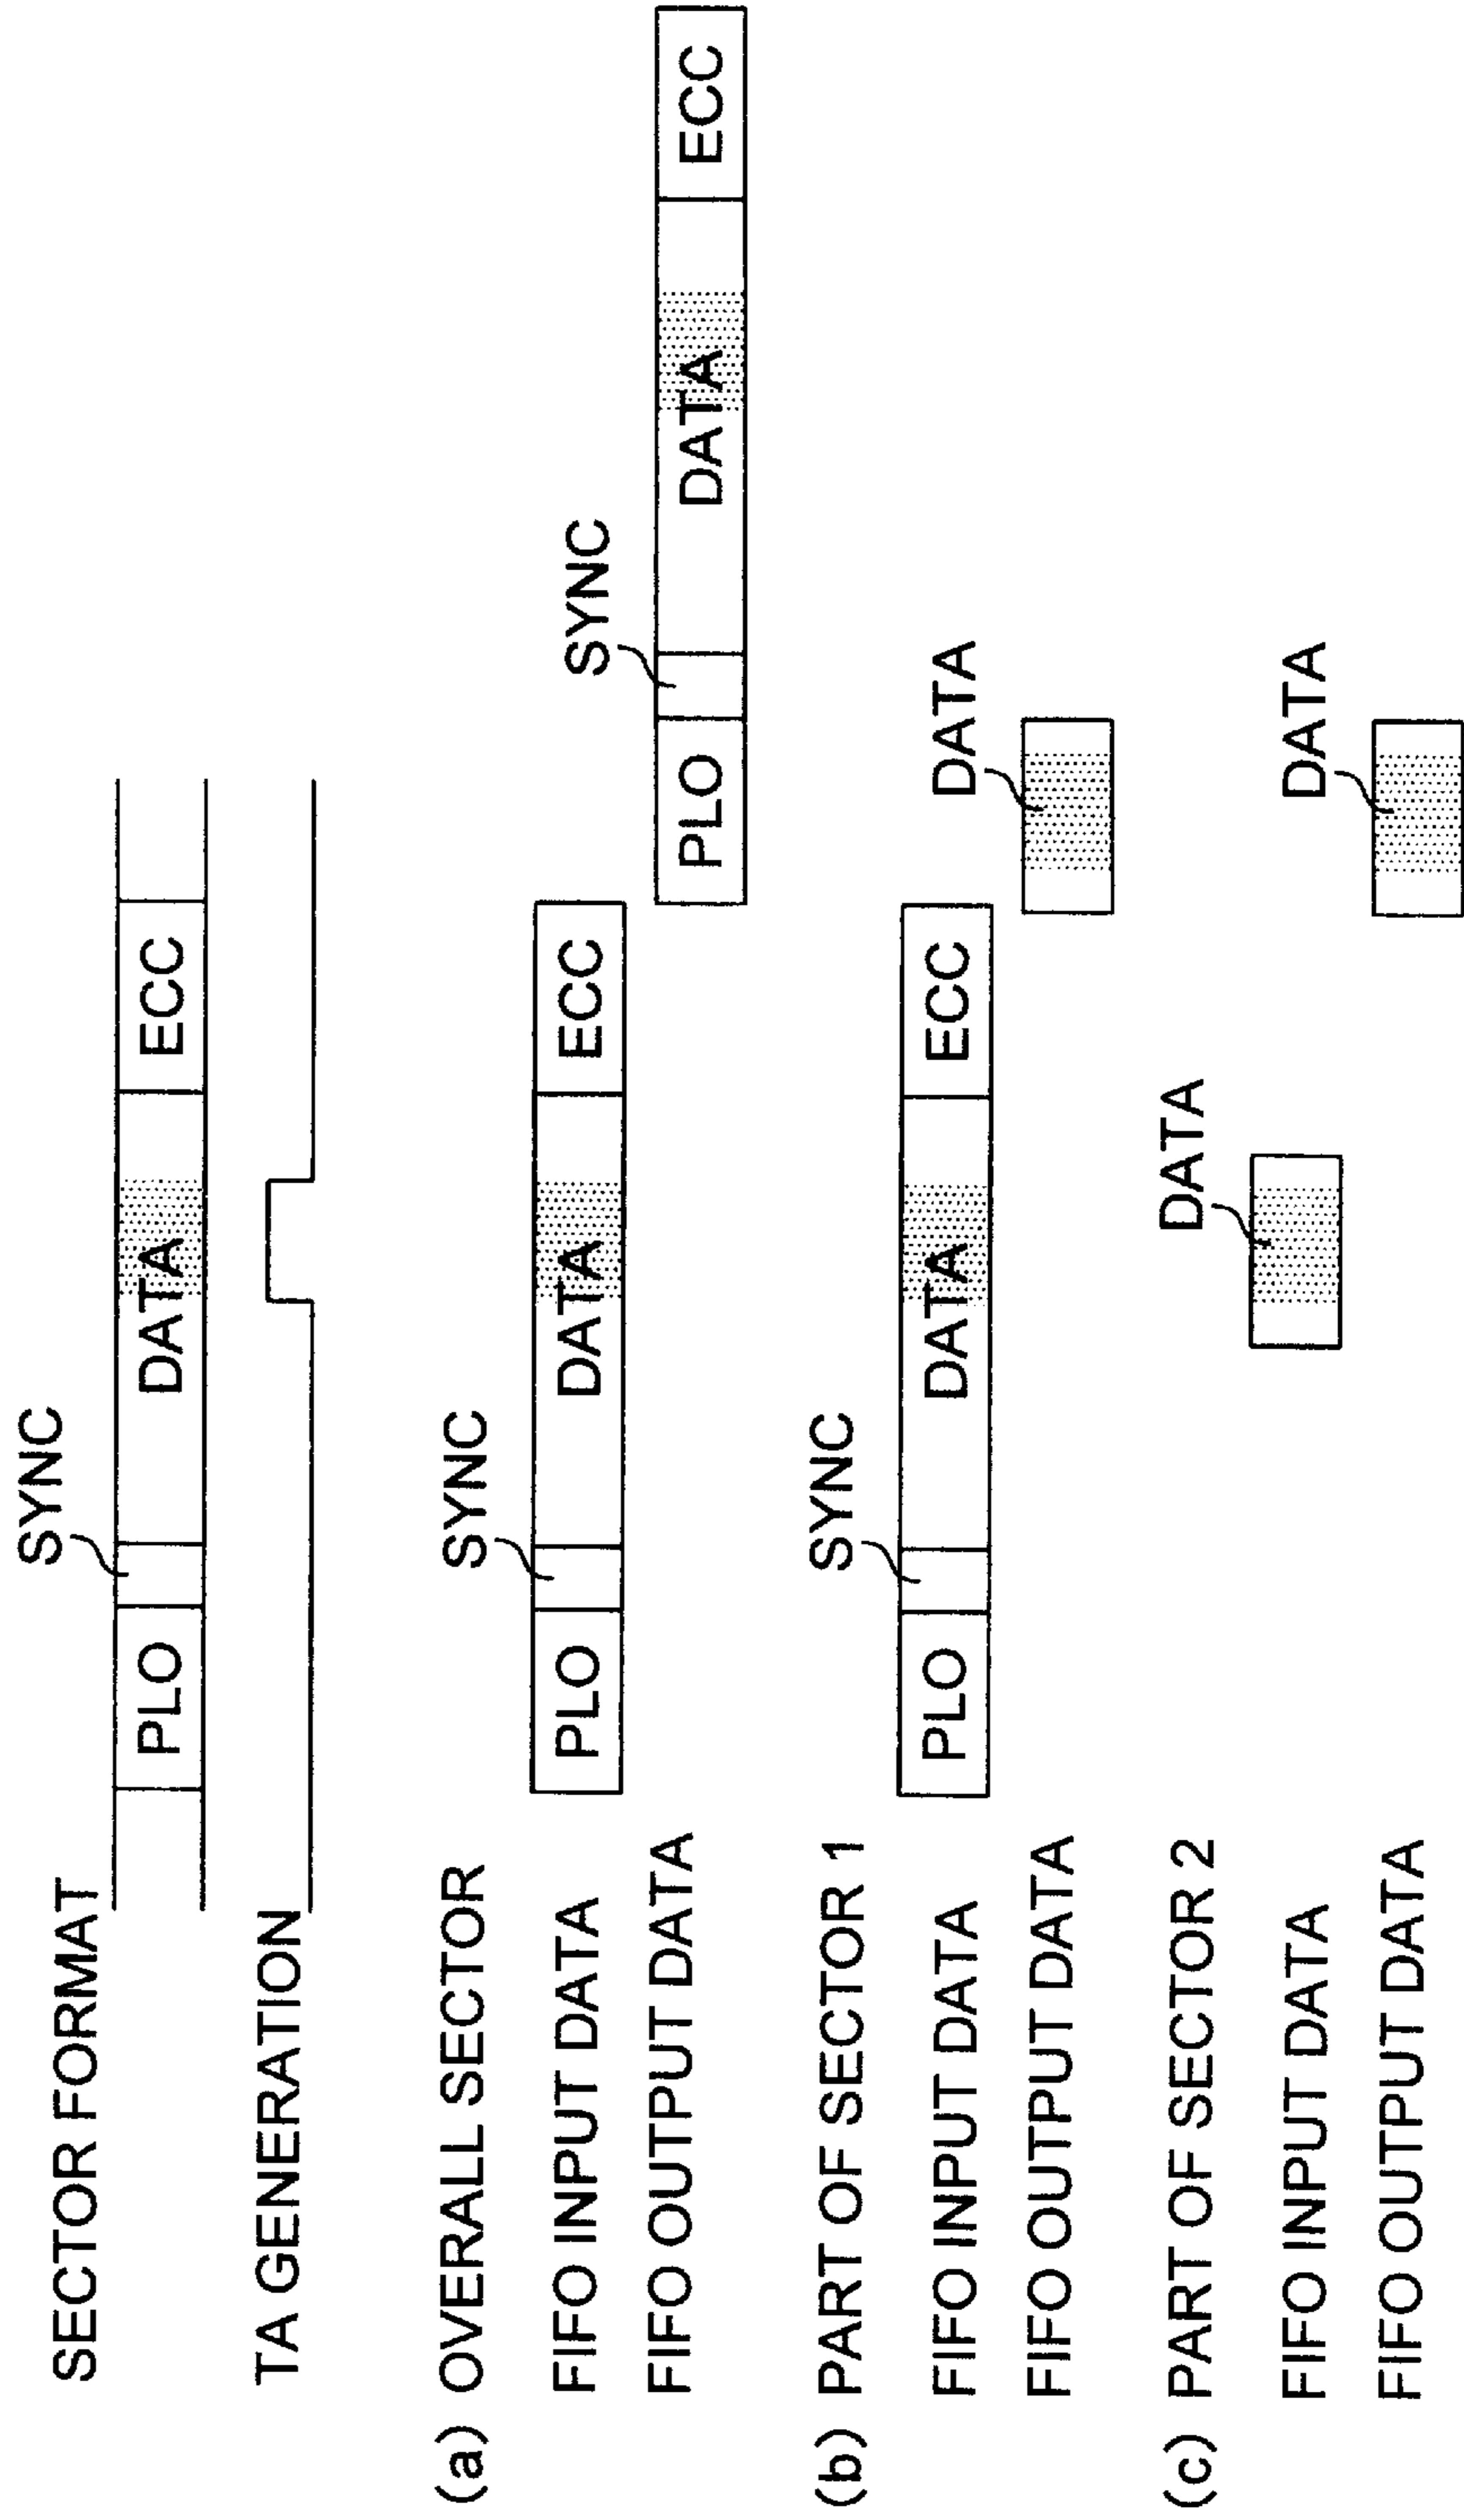 SECTOR FORMAT
SYNC
PLO
DATA
ECC
TA GENERATION
(a) OVERALL SECTOR
SYNC
FIFO INPUT DATA
PLO
DATA
ECC
SYNC
FIFO OUTPUT DATA
PLO
DATA
ECC
(b) PART OF SECTOR 1
SYNC
FIFO INPUT DATA
PLO
DATA
ECC
DATA
FIFO OUTPUT DATA
(c) PART OF SECTOR 2
DATA
FIFO INPUT DATA
DATA
FIFO OUTPUT DATA